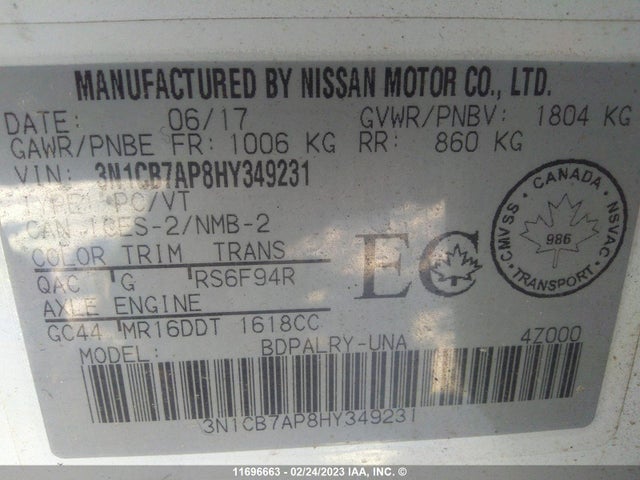 MANUFACTURED BY NISSAN MOTOR CO., LTD.
DATE: 06/17 GVWR/PNBV: 1804 KG
GAWR/PNBE FR: 1006 KG RR: 860 KG
VIN: 3N1CB7AP8HY349231
TYPE: PC/VT
CAN ICES-2/NMB-2
COLOR TRIM TRANS
QAC G RS6F94R
AXLE ENGINE
GC44 MR16DDT 1618CC
MODEL: BDPALRY-UNA 4Z000
3N1CB7AP8HY349231
EC
CANADA
CMVSS NSVAC
986
TRANSPORT
11696663 - 02/24/2023 IAA, Inc. ©